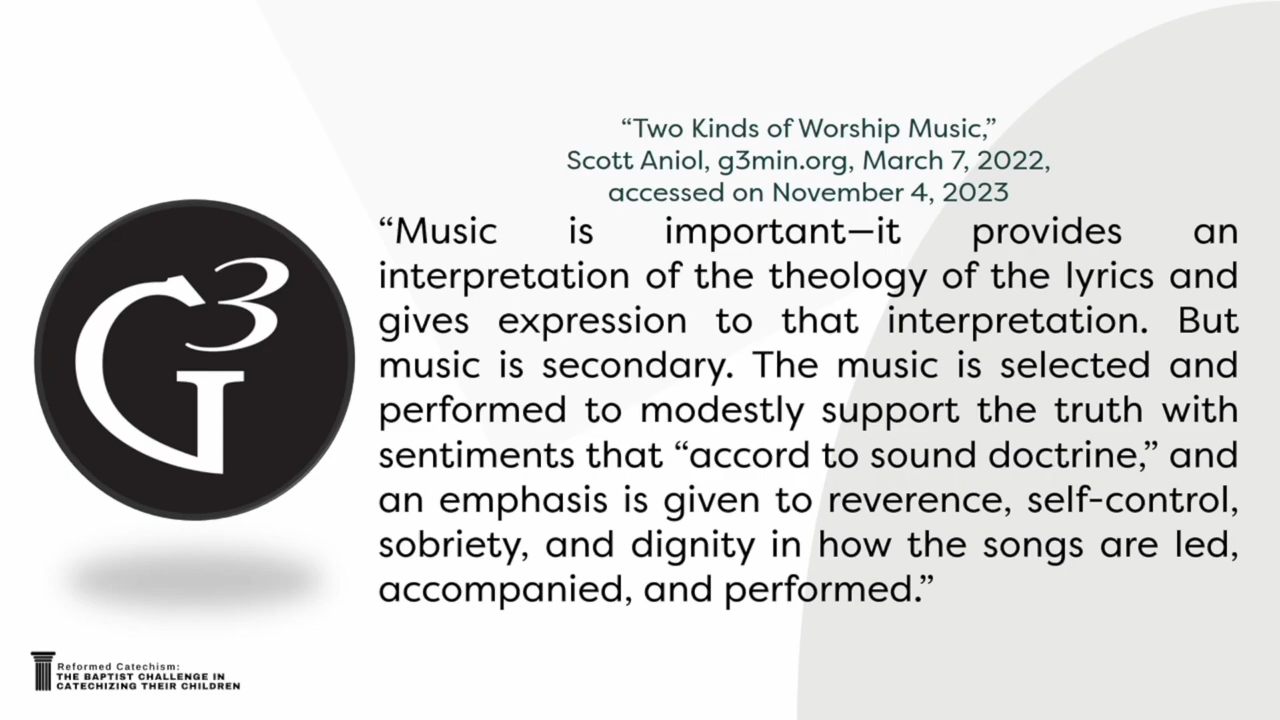 “Two Kinds of Worship Music,”
Scott Aniol, g3min.org, March 7, 2022,
accessed on November 4, 2023
“Music is important—it provides an
interpretation of the theology of the lyrics and
gives expression to that interpretation. But
music is secondary. The music is selected and
performed to modestly support the truth with
sentiments that “accord to sound doctrine,” and
an emphasis is given to reverence, self-control,
sobriety, and dignity in how the songs are led,
accompanied, and performed.”
G3
Reformed Catechism:
THE BAPTIST CHALLENGE IN
CATECHIZING THEIR CHILDREN